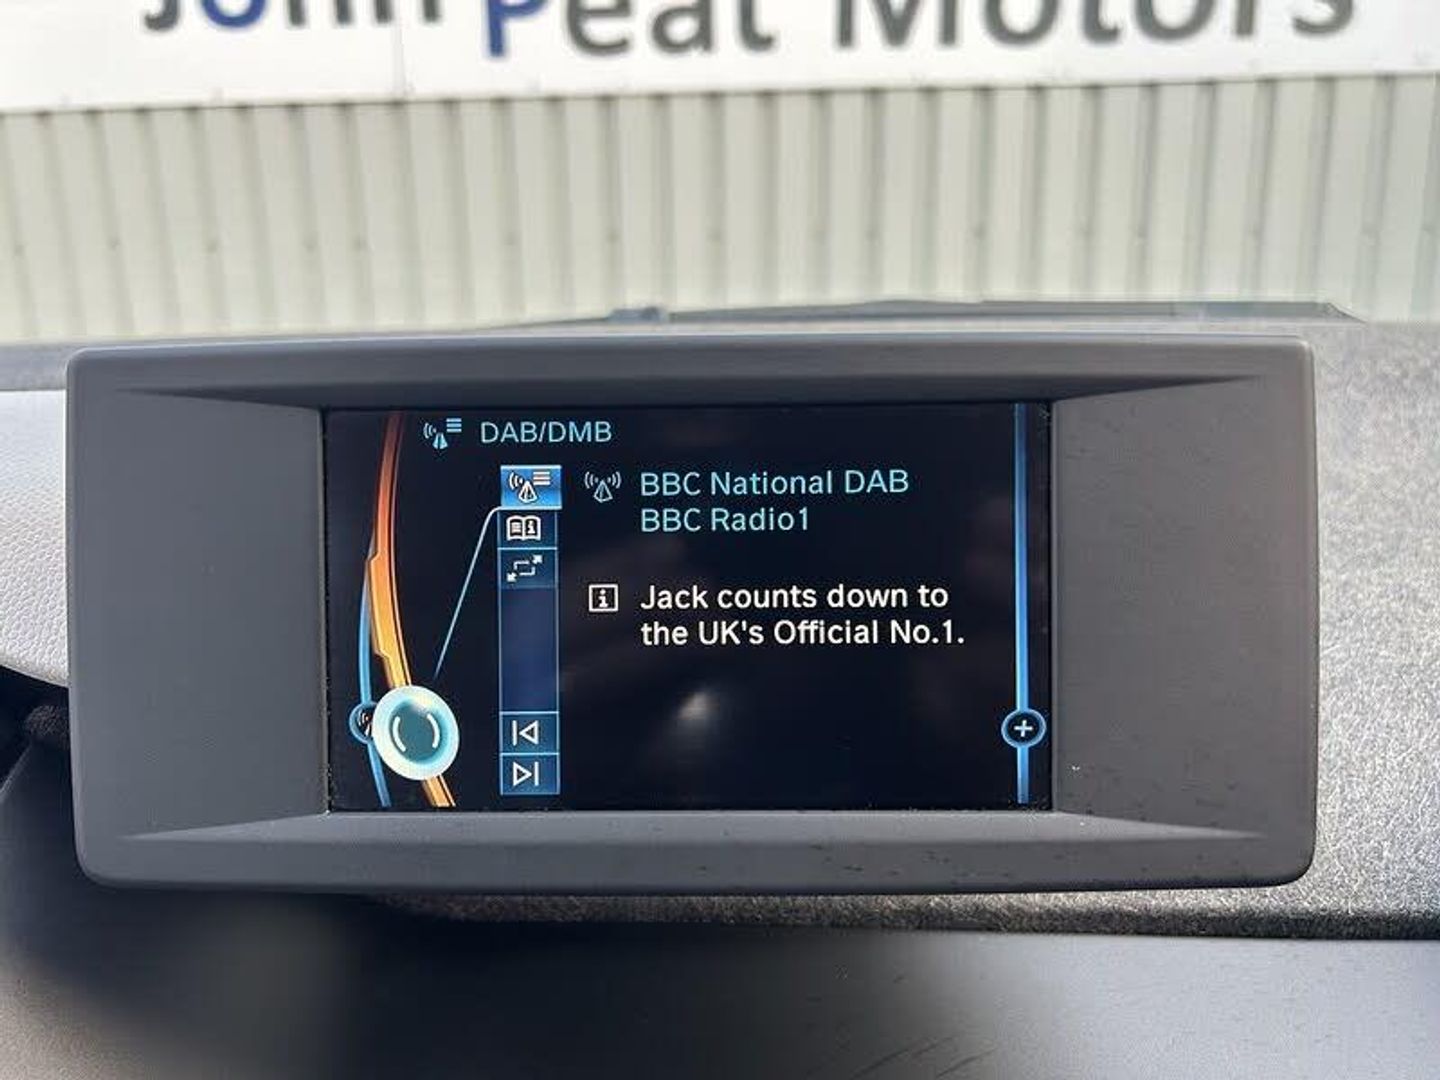 John Peat Motors
DAB/DMB
BBC National DAB
BBC Radio1
Jack counts down to
the UK's Official No.1.